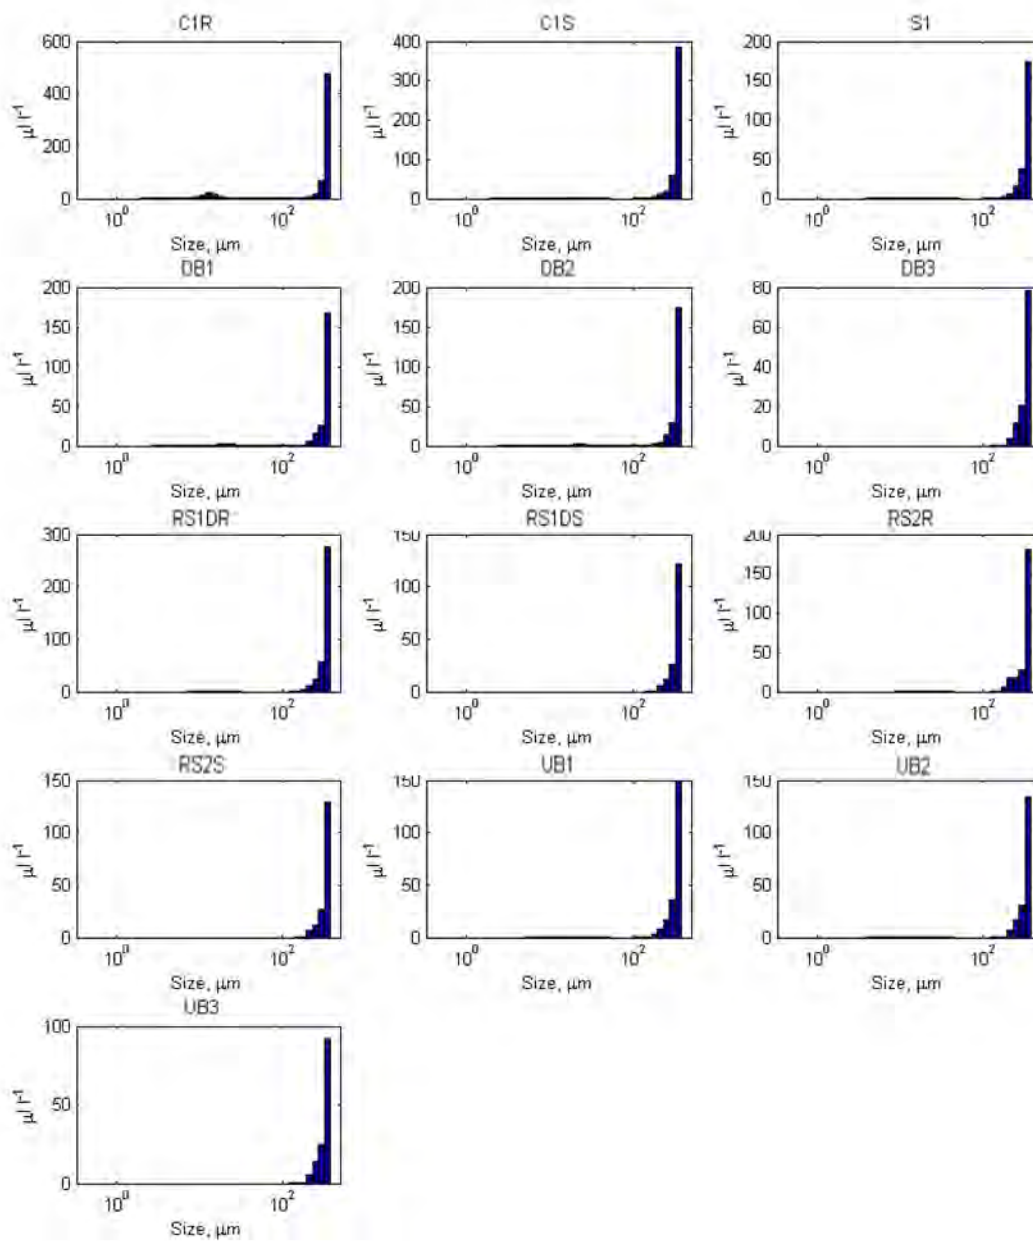 C1R
600
400
200
0
µl l-1
10^0
10^2
Size, µm
C1S
400
300
200
100
0
µl l-1
10^0
10^2
Size, µm
S1
200
150
100
50
0
µl l-1
10^0
10^2
Size, µm
DB1
200
150
100
50
0
µl l-1
10^0
10^2
Size, µm
DB2
200
150
100
50
0
µl l-1
10^0
10^2
Size, µm
DB3
80
60
40
20
0
µl l-1
10^0
10^2
Size, µm
RS1DR
300
200
100
0
µl l-1
10^0
10^2
Size, µm
RS1DS
150
100
50
0
µl l-1
10^0
10^2
Size, µm
RS2R
200
150
100
50
0
µl l-1
10^0
10^2
Size, µm
RS2S
150
100
50
0
µl l-1
10^0
10^2
Size, µm
UB1
150
100
50
0
µl l-1
10^0
10^2
Size, µm
UB2
150
100
50
0
µl l-1
10^0
10^2
Size, µm
UB3
100
50
0
µl l-1
10^0
10^2
Size, µm